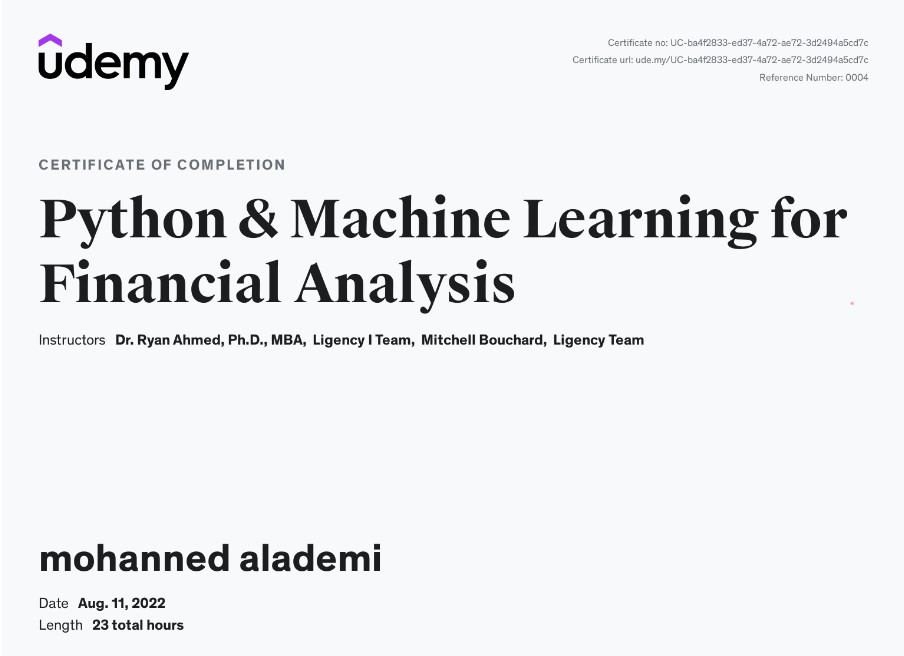 udemy
Certificate no: UC-ba4f2833-ed37-4a72-ae72-3d2494a5cd7c
Certificate url: ude.my/UC-ba4f2833-ed37-4a72-ae72-3d2494a5cd7c
Reference Number: 0004
CERTIFICATE OF COMPLETION
Python & Machine Learning for
Financial Analysis
Instructors Dr. Ryan Ahmed, Ph.D., MBA, Ligency I Team, Mitchell Bouchard, Ligency Team
mohanned alademi
Date Aug. 11, 2022
Length 23 total hours